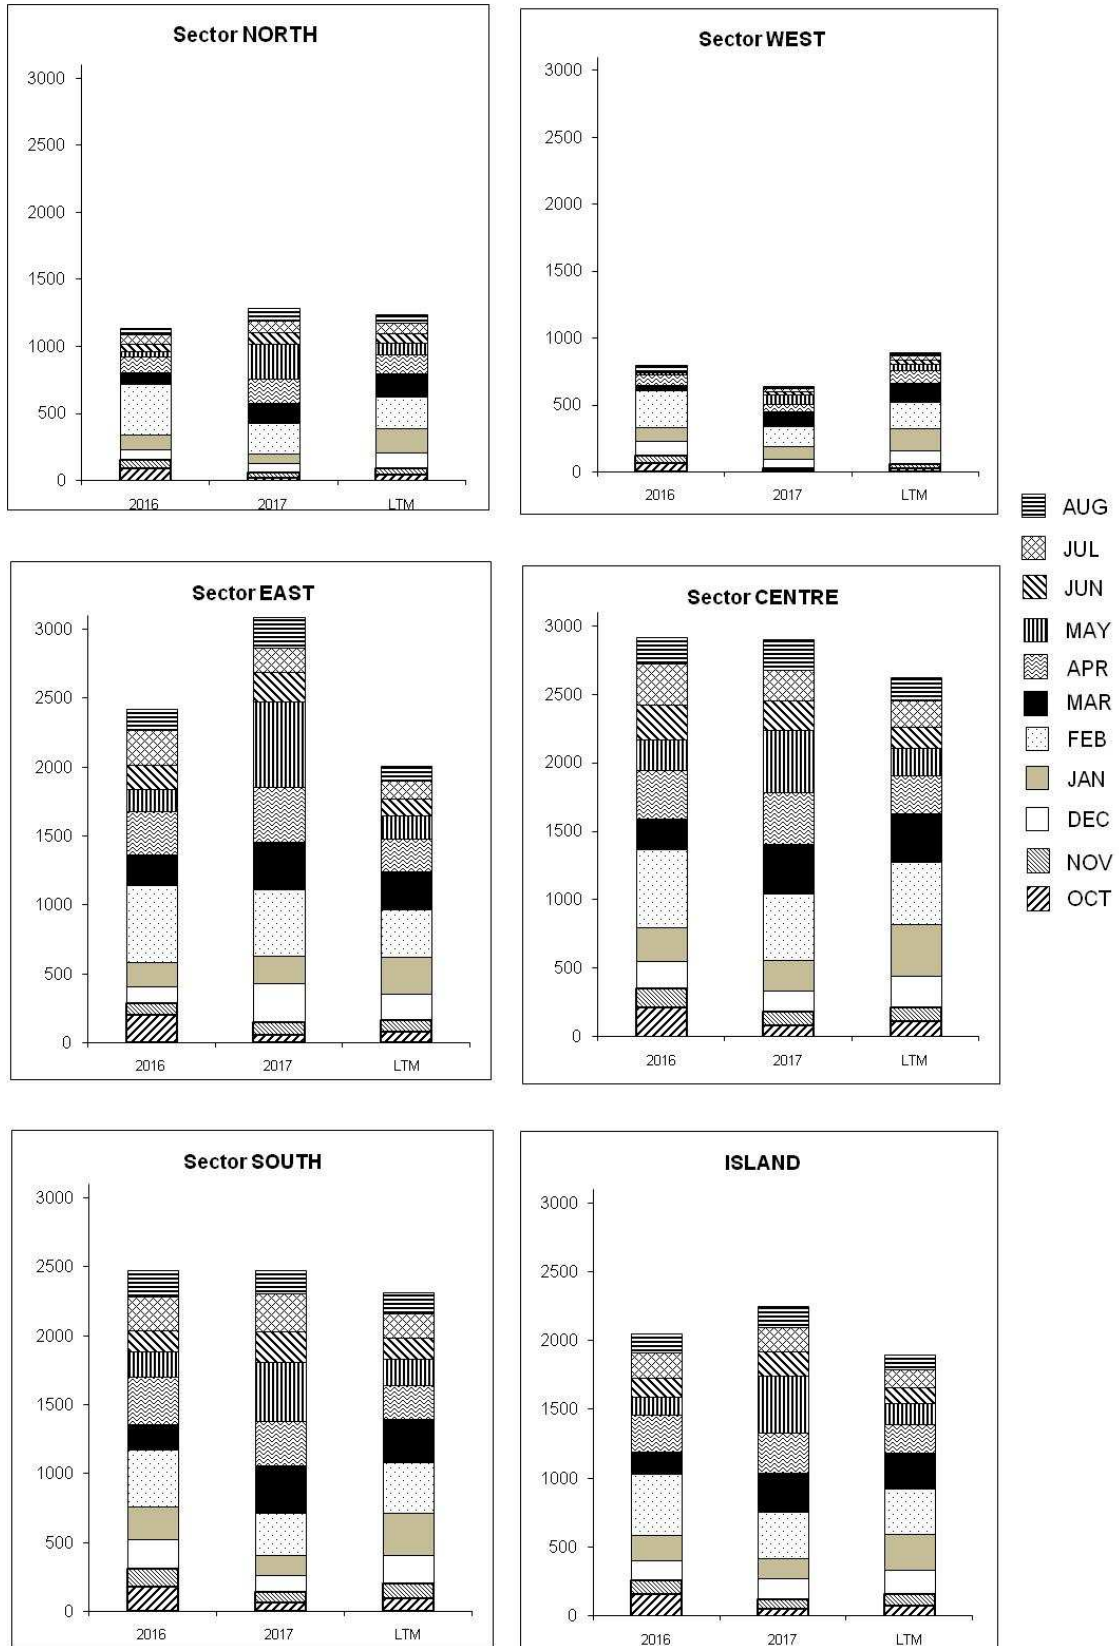 Sector NORTH
3000
2500
2000
1500
1000
500
0
2016 2017 LTM
Sector WEST
3000
2500
2000
1500
1000
500
0
2016 2017 LTM
AUG
JUL
JUN
MAY
APR
MAR
FEB
JAN
DEC
NOV
OCT
Sector EAST
3000
2500
2000
1500
1000
500
0
2016 2017 LTM
Sector CENTRE
3000
2500
2000
1500
1000
500
0
2016 2017 LTM
Sector SOUTH
3000
2500
2000
1500
1000
500
0
2016 2017 LTM
ISLAND
3000
2500
2000
1500
1000
500
0
2016 2017 LTM